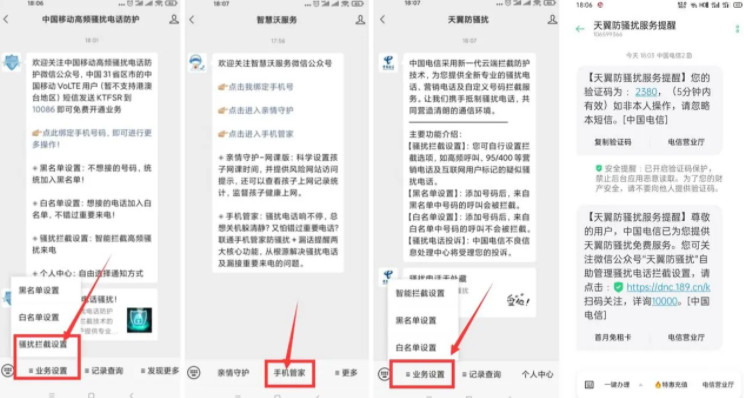 18:06
中国移动高频骚扰电话防护
18:01
欢迎关注中国移动高频骚扰电话防
护微信公众号，中国31省区市的中
国移动 VoLTE 用户 (暂不支持港澳
台地区) 短信发送 KTFSR 到
10086 即可免费开通业务
点此绑定手机号码，即可进行更
多操作!
+ 黑名单设置：不想接的号码，统
统加入黑名单!
+ 白名单设置：想接的电话加入白
名单，不错过重要来电!
+ 骚扰拦截设置：智能拦截高频骚
扰来电
+ 个人中心：自由选择通知方式
黑名单设置
白名单设置
骚扰拦截设置
电话骚扰!
电话拦截技术的
扰"提供专业...
≡ 业务设置
≡ 记录查询
≡ 发现更多
18:07
智慧沃服务
17:56
欢迎关注智慧沃服务微信公众号
👉点击我绑定手机号
👉点击进入亲情守护
👉点击进入手机管家
+ 亲情守护-网课版：科学设置孩
子网课时间，并提供风险网站访问
提示，还可以查看孩子上网记录统
计，监督孩子健康上网。
+ 手机管家：骚扰电话响不停，总
想关机躲清静? 又怕错过重要电话?
联通手机管家防骚扰+漏话提醒两
大核心功能，从根源解决骚扰电话
及漏接重要来电的问题。
亲情守护
手机管家
≡ 更多
18:07
天翼防骚扰
中国电信采用新一代云端拦截防护
技术，为您提供全新专业的骚扰电
话，营销电话及自定义号码拦截服
务，让我们携手抵制骚扰电话，共
同营造清朗的通信环境。
主要功能介绍：
【骚扰拦截设置】：您可自行设置
拦截选项，如高频呼叫, 95/400 等营
销电话及互联网用户标记的疑似骚
扰电话。
【黑名单设置】：添加号码后，来自
黑名单中号码的呼叫会被拦截。
【白名单设置】：添加号码后，来自
白名单中号码的呼叫不会被拦截。
【骚扰电话投诉】：中国电信不良信
息处理中心将受理您的投诉。
智能拦截设置
黑名单设置
白名单设置
≡ 业务设置
≡ 记录查询
个人中心
18:06
天翼防骚扰服务提醒
今天 18:05 中国电信2卡
【天翼防骚扰服务提醒】您的
验证码为：2380，（5分钟内
有效）如非本人操作，请忽略
本短信。[中国电信]
复制验证码
电信营业厅
安全提醒：已开启验证码保护，
禁止后台应用恶意读取。为了您的财
产安全，请不要向他人提供验证码。
【天翼防骚扰服务提醒】尊敬
的用户，中国电信已为您提供
天翼防骚扰免费服务。您可关
注微信公众号"天翼防骚扰"自
助管理骚扰电话拦截设置，请
点击：https://dnc.189.cn/k
扫码关注，详询10000。[中国
电信]
首月免租卡
电信营业厅
一键办理
特惠充值
电信营业厅